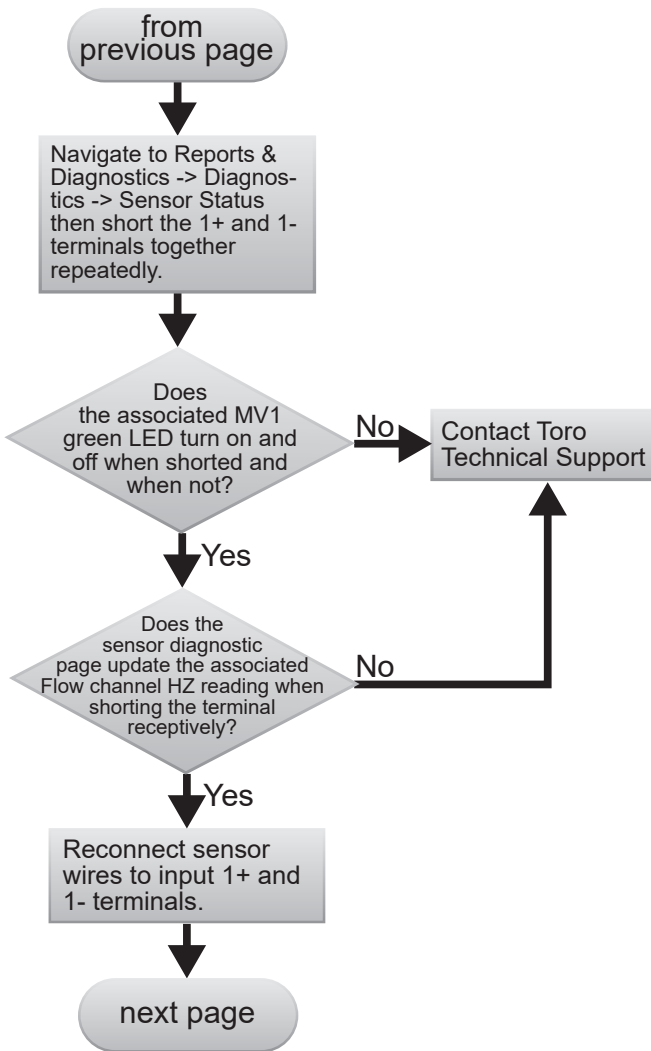 from
previous page
Navigate to Reports &
Diagnostics -> Diagnos-
tics -> Sensor Status
then short the 1+ and 1-
terminals together
repeatedly.
Does
the associated MV1
green LED turn on and
off when shorted and
when not?
No
Contact Toro
Technical Support
Yes
Does the
sensor diagnostic
page update the associated
Flow channel HZ reading when
shorting the terminal
receptively?
No
Yes
Reconnect sensor
wires to input 1+ and
1- terminals.
next page